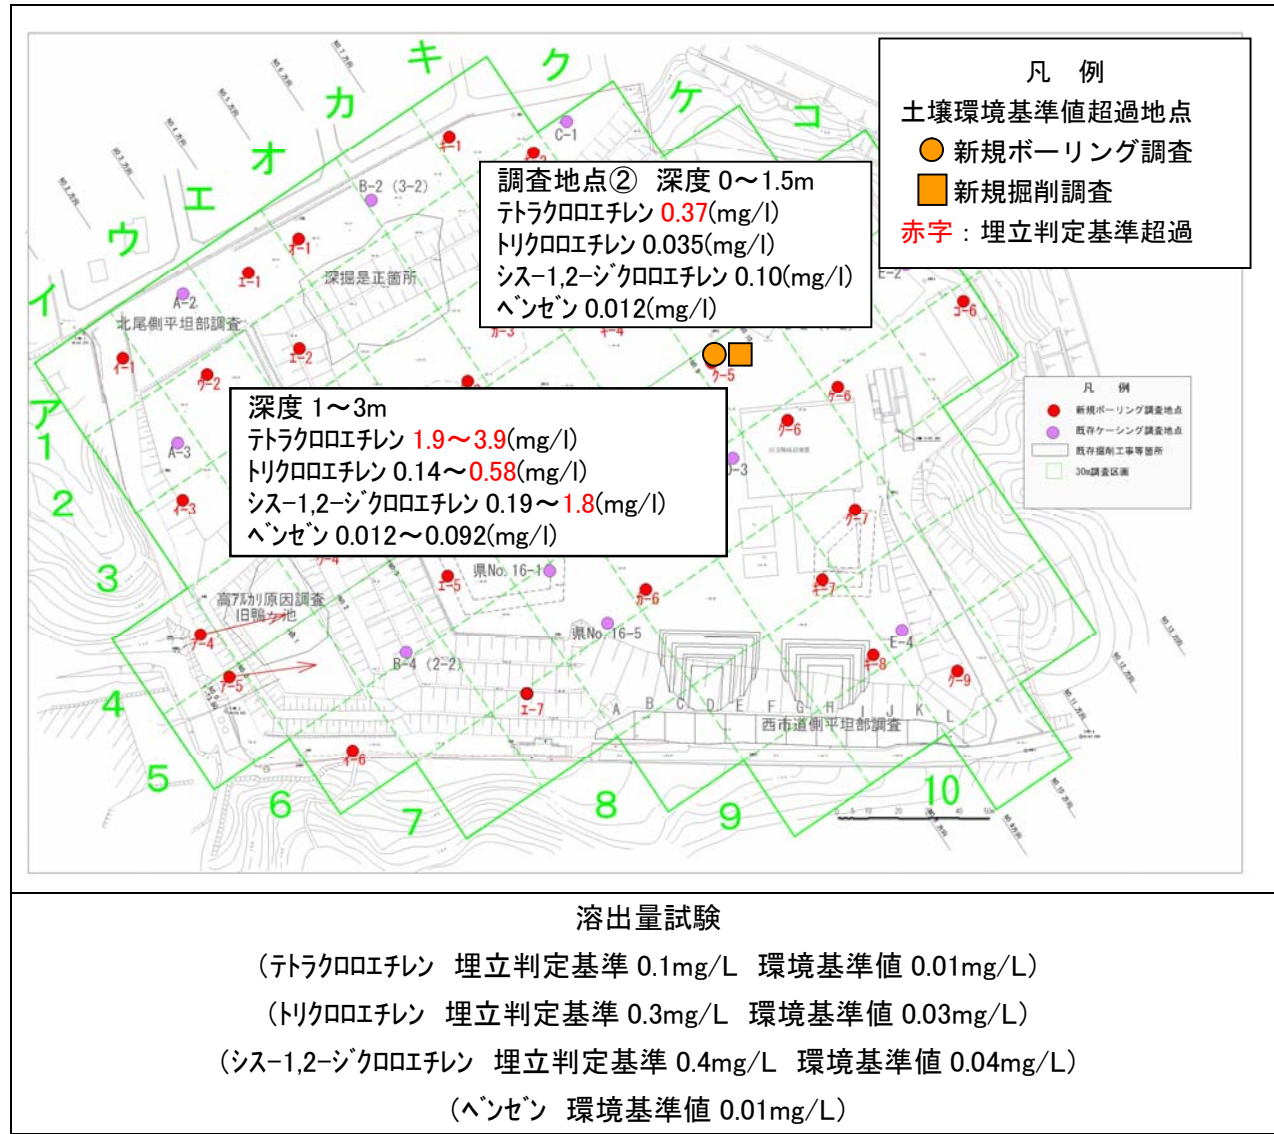 凡　例
土壌環境基準値超過地点
新規ボーリング調査
新規掘削調査
赤字：埋立判定基準超過
調査地点②　深度 0～1.5m
テトラクロロエチレン 0.37(mg/l)
トリクロロエチレン 0.035(mg/l)
シス-1,2-ジクロロエチレン 0.10(mg/l)
ベンゼン 0.012(mg/l)
深度 1～3m
テトラクロロエチレン 1.9～3.9(mg/l)
トリクロロエチレン 0.14～0.58(mg/l)
シス-1,2-ジクロロエチレン 0.19～1.8(mg/l)
ベンゼン 0.012～0.092(mg/l)
凡　例
新規ボーリング調査地点
既存ケーシング調査地点
既存掘削工事等箇所
30m調査区画
ア
イ
ウ
エ
オ
カ
キ
ク
ケ
コ
1
2
3
4
5
6
7
8
9
10
C-1
B-2 (3-2)
オ-1
エ-1
A-2
深掘是正箇所
北尾側平坦部調査
イ-1
ウ-2
エ-2
カ-3
キ-4
ク-5
コ-6
ケ-6
ク-6
A-3
イ-3
ク-7
エ-5
県No. 16-1
カ-6
キ-7
高アルカリ原因調査
旧鴨ヶ池
県No. 16-5
ア-4
ア-5
B-4 (2-2)
E-4
キ-8
ク-9
エ-7
イ-6
A B C D E F G H I J K L
西市道側平坦部調査
溶出量試験
(テトラクロロエチレン　埋立判定基準 0.1mg/L　環境基準値 0.01mg/L)
(トリクロロエチレン　埋立判定基準 0.3mg/L　環境基準値 0.03mg/L)
(シス-1,2-ジクロロエチレン　埋立判定基準 0.4mg/L　環境基準値 0.04mg/L)
(ベンゼン　環境基準値 0.01mg/L)